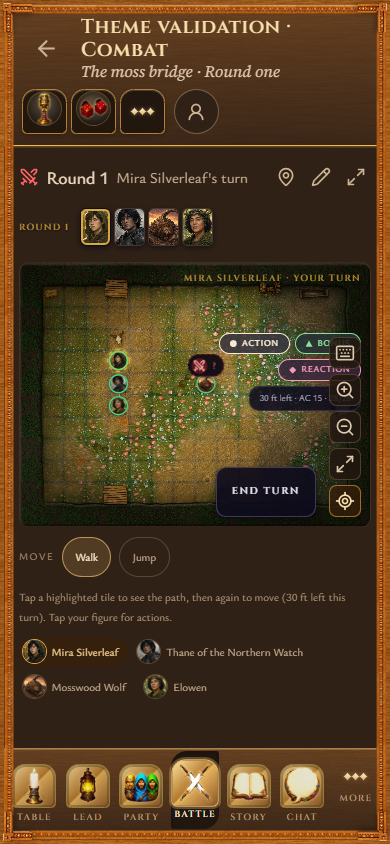 Theme validation ·
Combat
The moss bridge · Round one
Round 1 Mira Silverleaf's turn
ROUND 1
MIRA SILVERLEAF · YOUR TURN
ACTION
REACTION
30 ft left · AC 15 ·
END TURN
MOVE Walk Jump
Tap a highlighted tile to see the path, then again to move (30 ft left this
turn). Tap your figure for actions.
Mira Silverleaf Thane of the Northern Watch
Mosswood Wolf Elowen
TABLE LEAD PARTY BATTLE STORY CHAT MORE